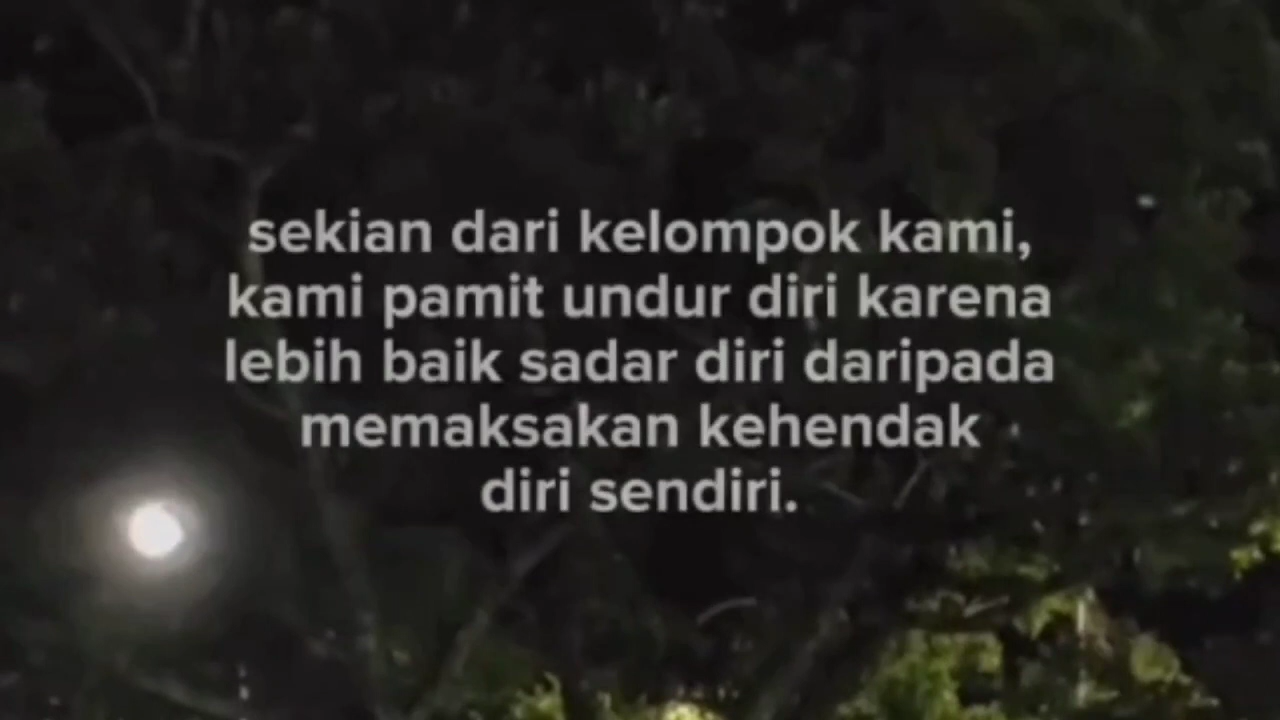 sekian dari kelompok kami,
kami pamit undur diri karena
lebih baik sadar diri daripada
memaksakan kehendak
diri sendiri.